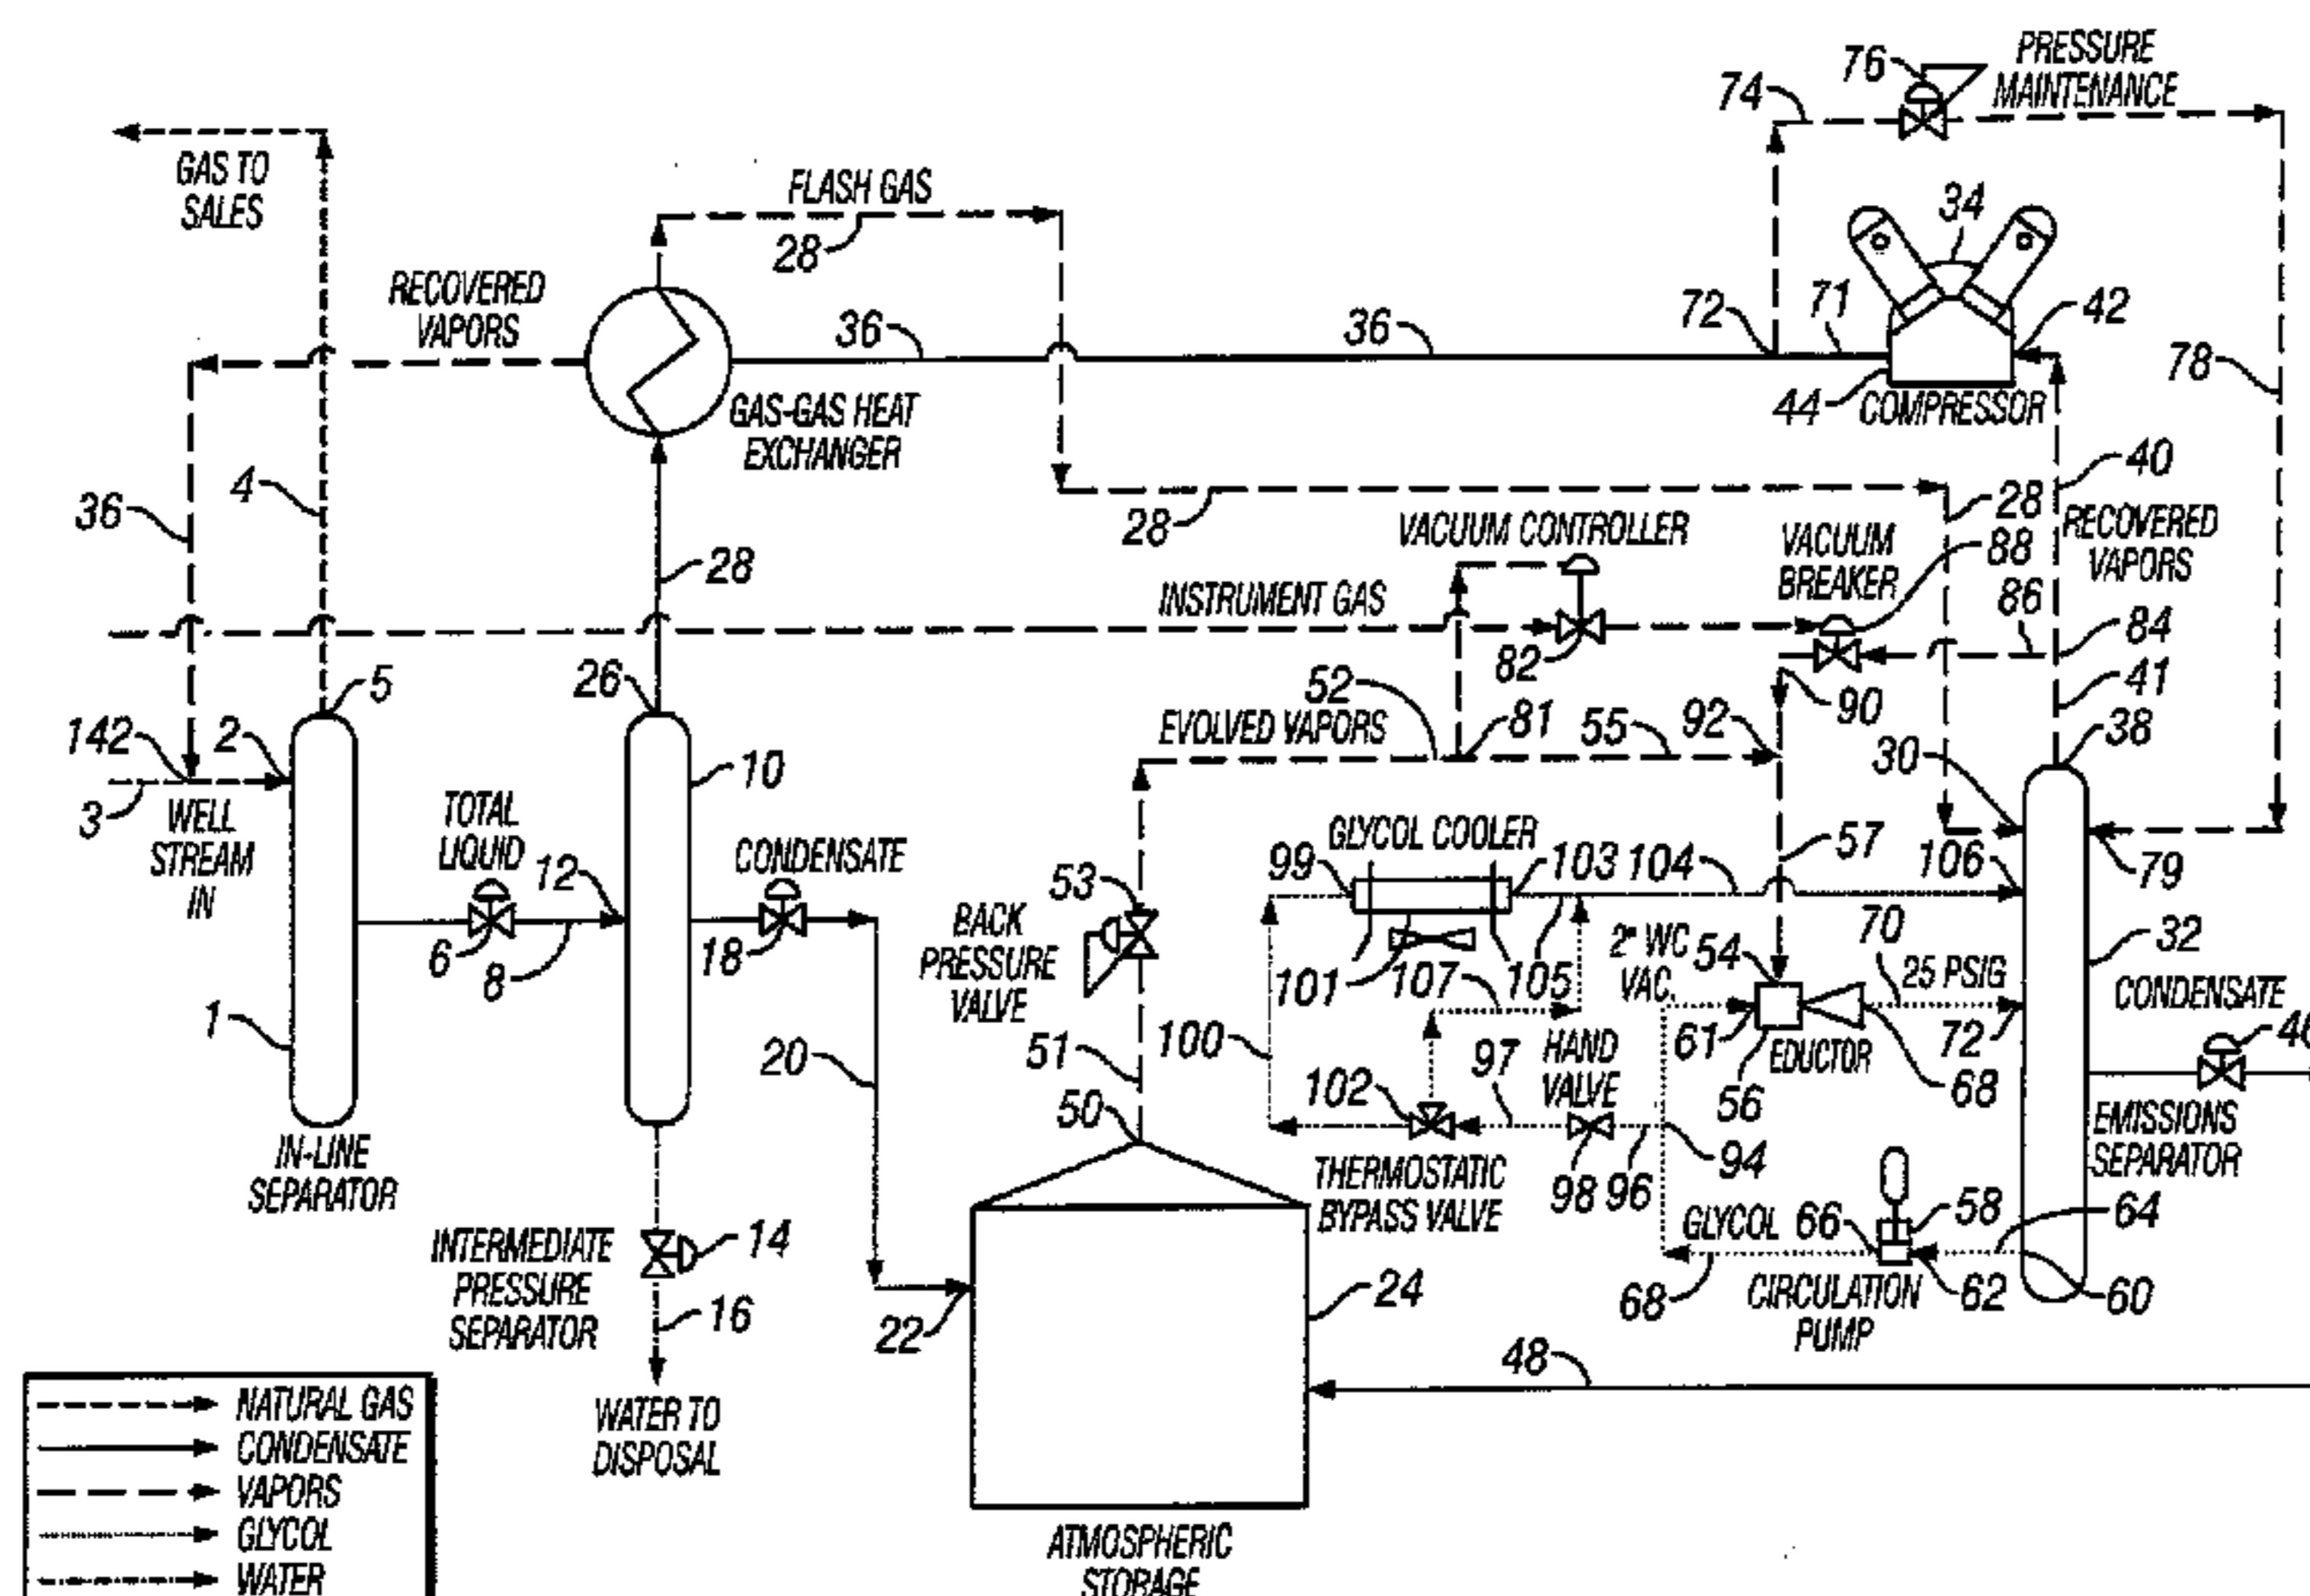 76
PRESSURE
MAINTENANCE
74
GAS TO
SALES
FLASH GAS
28
34
RECOVERED
VAPORS
36
36
72
71
42
78
GAS-GAS HEAT
EXCHANGER
44
COMPRESSOR
4
36
40
28
28
VACUUM CONTROLLER
VACUUM
BREAKER
88
RECOVERED
VAPORS
28
INSTRUMENT GAS
86
84
82
5
26
52
41
90
142
2
EVOLVED VAPORS
81
55
92
38
10
30
3
WELL
STREAM
IN
TOTAL
LIQUID
12
CONDENSATE
GLYCOL COOLER
57
99
103
104
106
79
53
BACK
PRESSURE
VALVE
6
8
18
2" WC
VAC.
54
70
32
101
107
105
25 PSIG
CONDENSATE
1
51
100
97
HAND
VALVE
61
EDUCTOR
72
46
20
102
56
68
50
EMISSIONS
SEPARATOR
IN-LINE
SEPARATOR
THERMOSTATIC
BYPASS VALVE
98
96
94
14
GLYCOL
66
58
64
INTERMEDIATE
PRESSURE
SEPARATOR
16
22
24
68
CIRCULATION
PUMP
62
60
48
WATER TO
DISPOSAL
NATURAL GAS
CONDENSATE
VAPORS
GLYCOL
WATER
ATMOSPHERIC
STORAGE